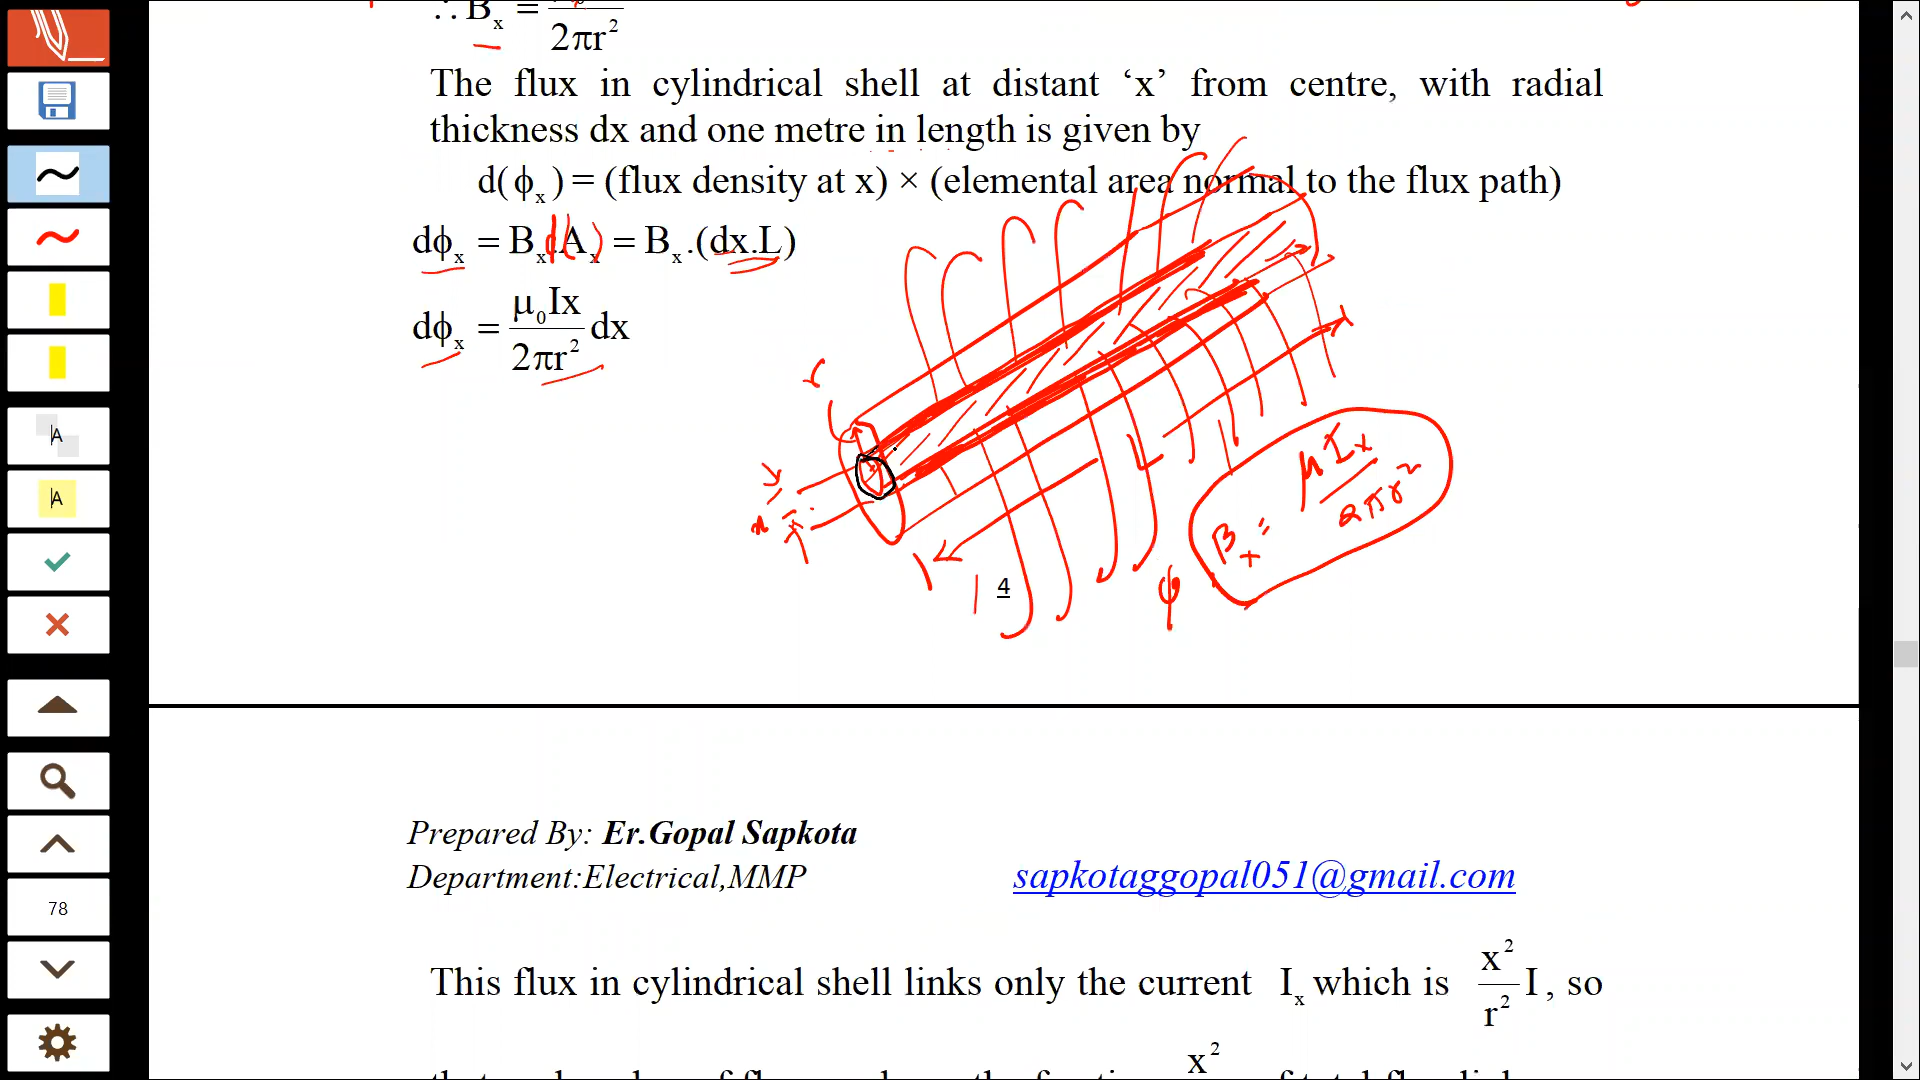 ∴ B_x = 2πr²
The flux in cylindrical shell at distant ‘x’ from centre, with radial
thickness dx and one metre in length is given by
d(ϕ_x) = (flux density at x) × (elemental area normal to the flux path)
dϕ_x = B_x d(A_x) = B_x.(dx.L)
dϕ_x = μ₀Ix / 2πr² dx
r
x
B_x = μIx / 2πr²
ϕ
4
Prepared By: Er.Gopal Sapkota
Department:Electrical,MMP
sapkotaggopal051@gmail.com
78
This flux in cylindrical shell links only the current I_x which is x²/r² I, so
x²